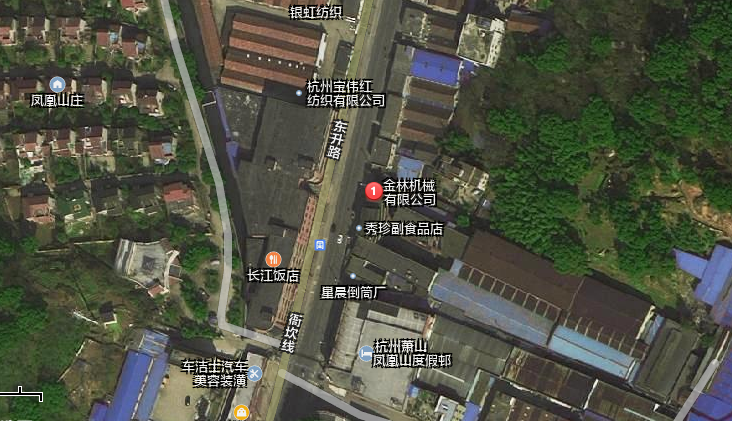 银虹纺织
杭州宝伟红
纺织有限公司
凤凰山庄
东升路
1
金林机械
有限公司
秀珍副食品店
长江饭店
星晨倒筒厂
衙坎线
杭州萧山
凤凰山度假邨
车洁士汽车
美容装潢